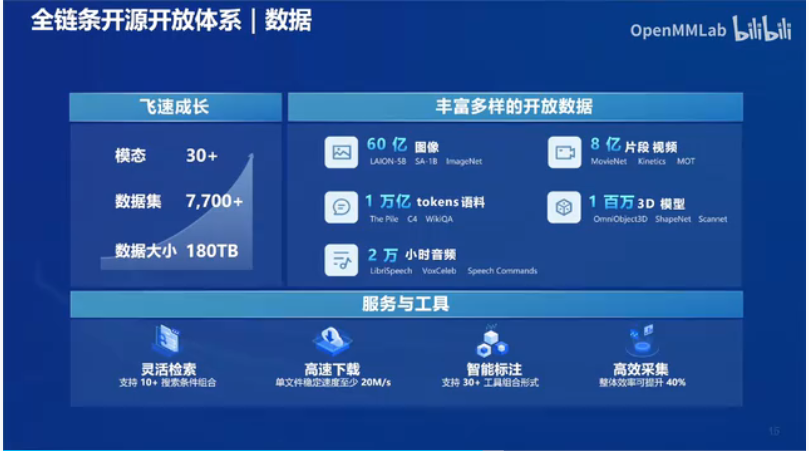 全链条开源开放体系 | 数据
OpenMMLab bilibili
飞速成长
模态 30+
数据集 7,700+
数据大小 180TB
丰富多样的开放数据
60 亿 图像
LAION-5B SA-1B ImageNet
8 亿片段 视频
MovieNet Kinetics MOT
1 万亿 tokens 语料
The Pile C4 WikiQA
1 百万 3D 模型
OmniObject3D ShapeNet Scannet
2 万 小时音频
LibriSpeech VoxCeleb Speech Commands
服务与工具
灵活检索
支持 10+ 搜索条件组合
高速下载
单文件稳定速度至少 20M/s
智能标注
支持 30+ 工具组合形式
高效采集
整体效率可提升 40%
15